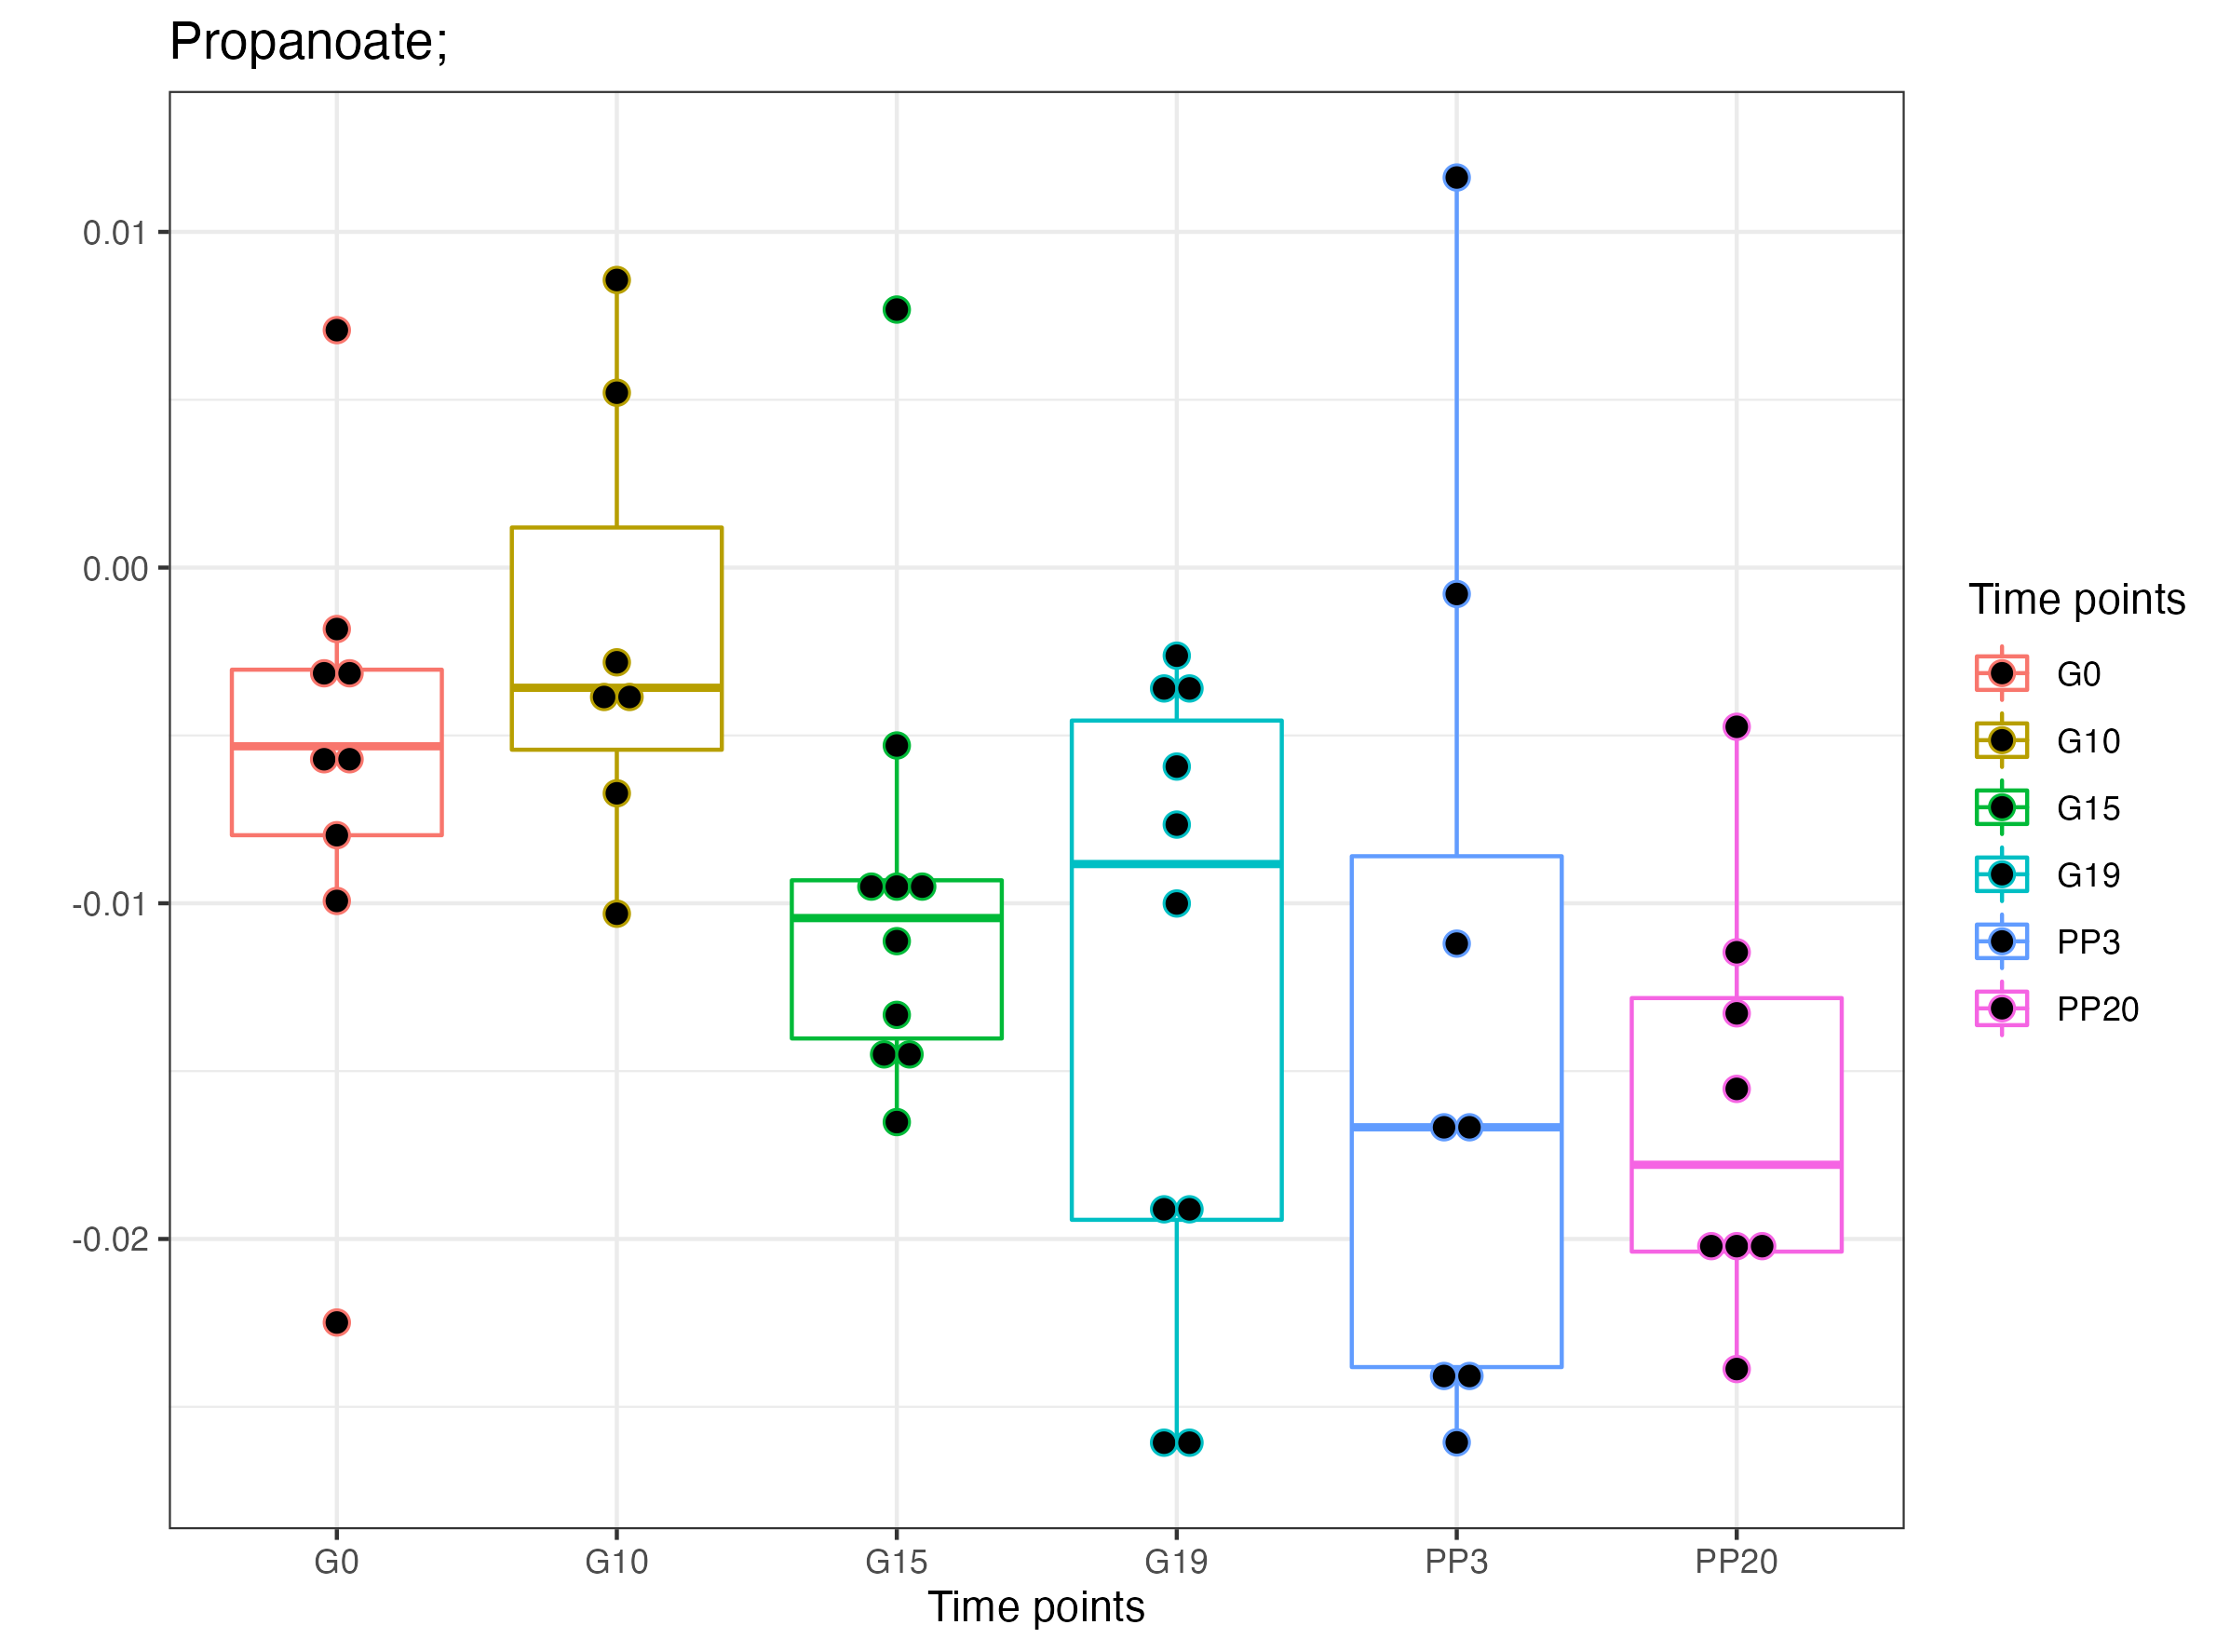 Propanoate;
0.01
0.00
-0.01
-0.02
G0 G10 G15 G19 PP3 PP20
Time points
Time points
G0
G10
G15
G19
PP3
PP20